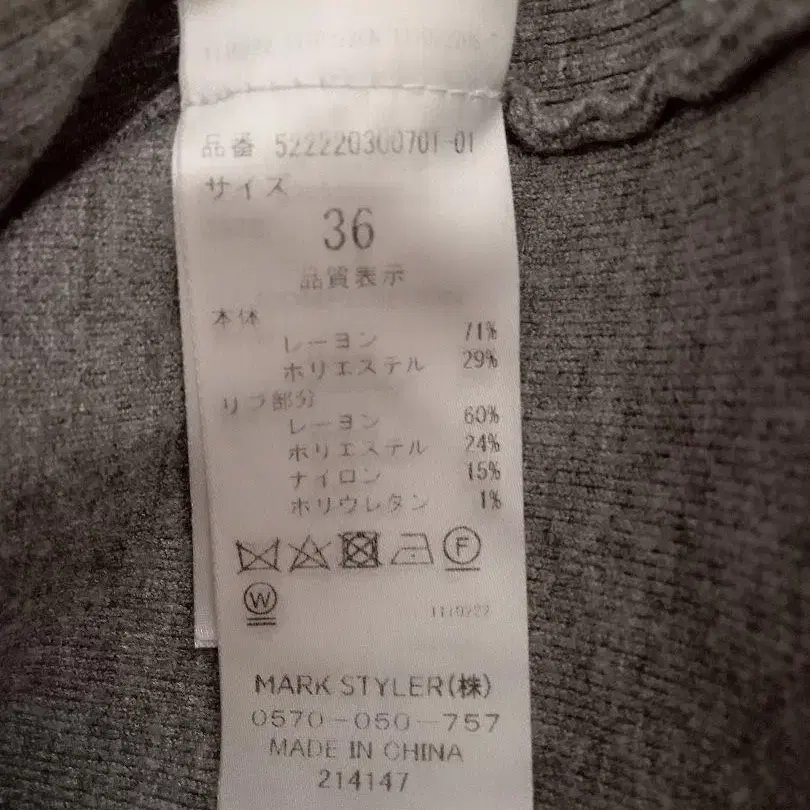 品番 522220300701-01
サイズ
36
品質表示
本体
レーヨン 71%
ポリエステル 29%
リブ部分
レーヨン 60%
ポリエステル 24%
ナイロン 15%
ポリウレタン 1%
F
W
1110222
MARK STYLER(株)
0570-050-757
MADE IN CHINA
214147